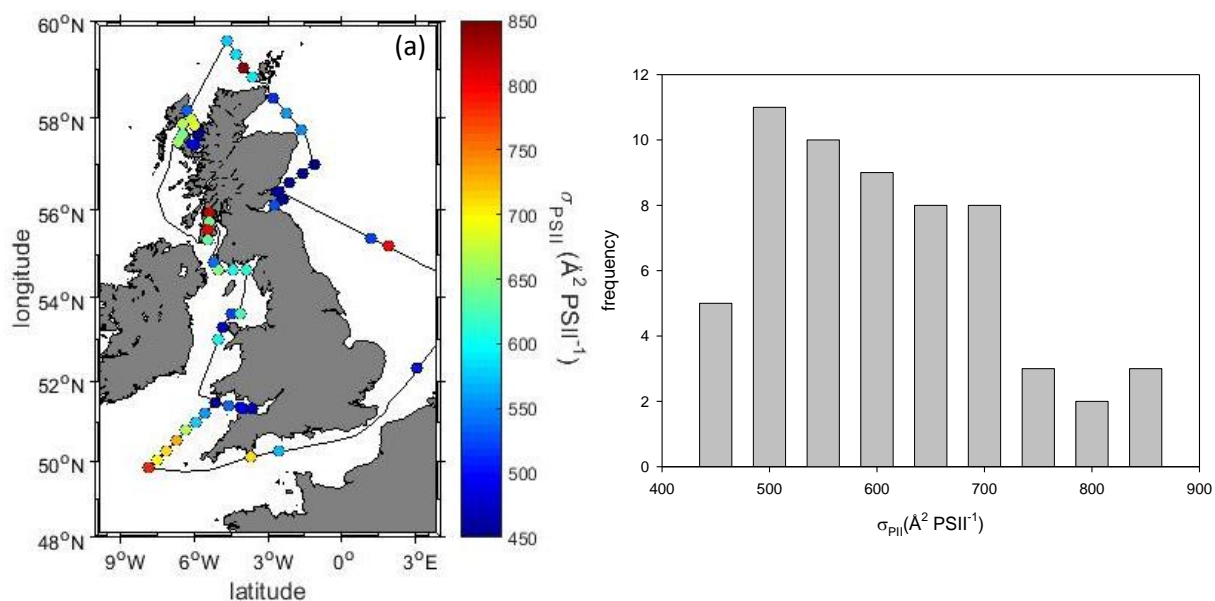 (a)
60°N
58°N
56°N
54°N
52°N
50°N
48°N
longitude
9°W
6°W
3°W
0°
3°E
latitude
850
800
750
700
650
600
550
500
450
σPSII (Å² PSII⁻¹)
12
10
8
6
4
2
0
frequency
400
500
600
700
800
900
σPII(Å² PSII⁻¹)